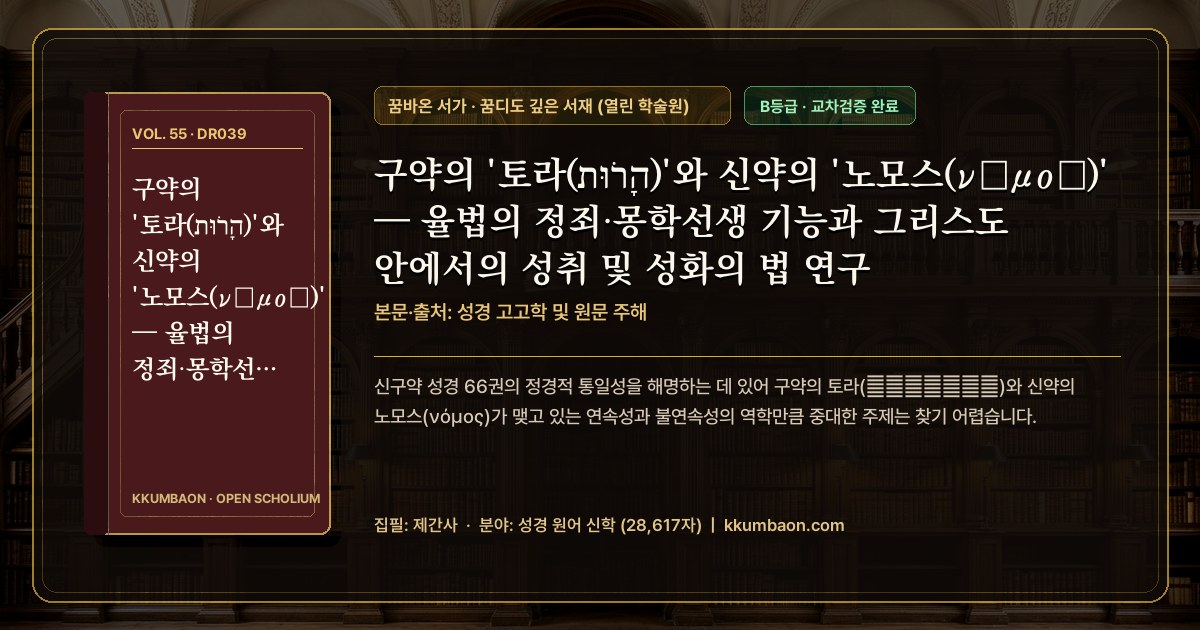 꿈바온 서가 · 꿈디도 깊은 서재 (열린 학술원)
B등급 · 교차검증 완료
VOL. 55 · DR039
구약의
'토라(הָרוּת)'와
신약의
'노모스(ν□μο□)'
— 율법의
정죄·몽학선…
KKUMBAON · OPEN SCHOLIUM
구약의 '토라(הָרוּת)'와 신약의 '노모스(ν□μο□)'
— 율법의 정죄·몽학선생 기능과 그리스도
안에서의 성취 및 성화의 법 연구
본문·출처: 성경 고고학 및 원문 주해
신구약 성경 66권의 정경적 통일성을 해명하는 데 있어 구약의 토라()와 신약의
노모스(νόμος)가 맺고 있는 연속성과 불연속성의 역학만큼 중대한 주제는 찾기 어렵습니다.
집필: 제간사 · 분야: 성경 원어 신학 (28,617자) | kkumbaon.com